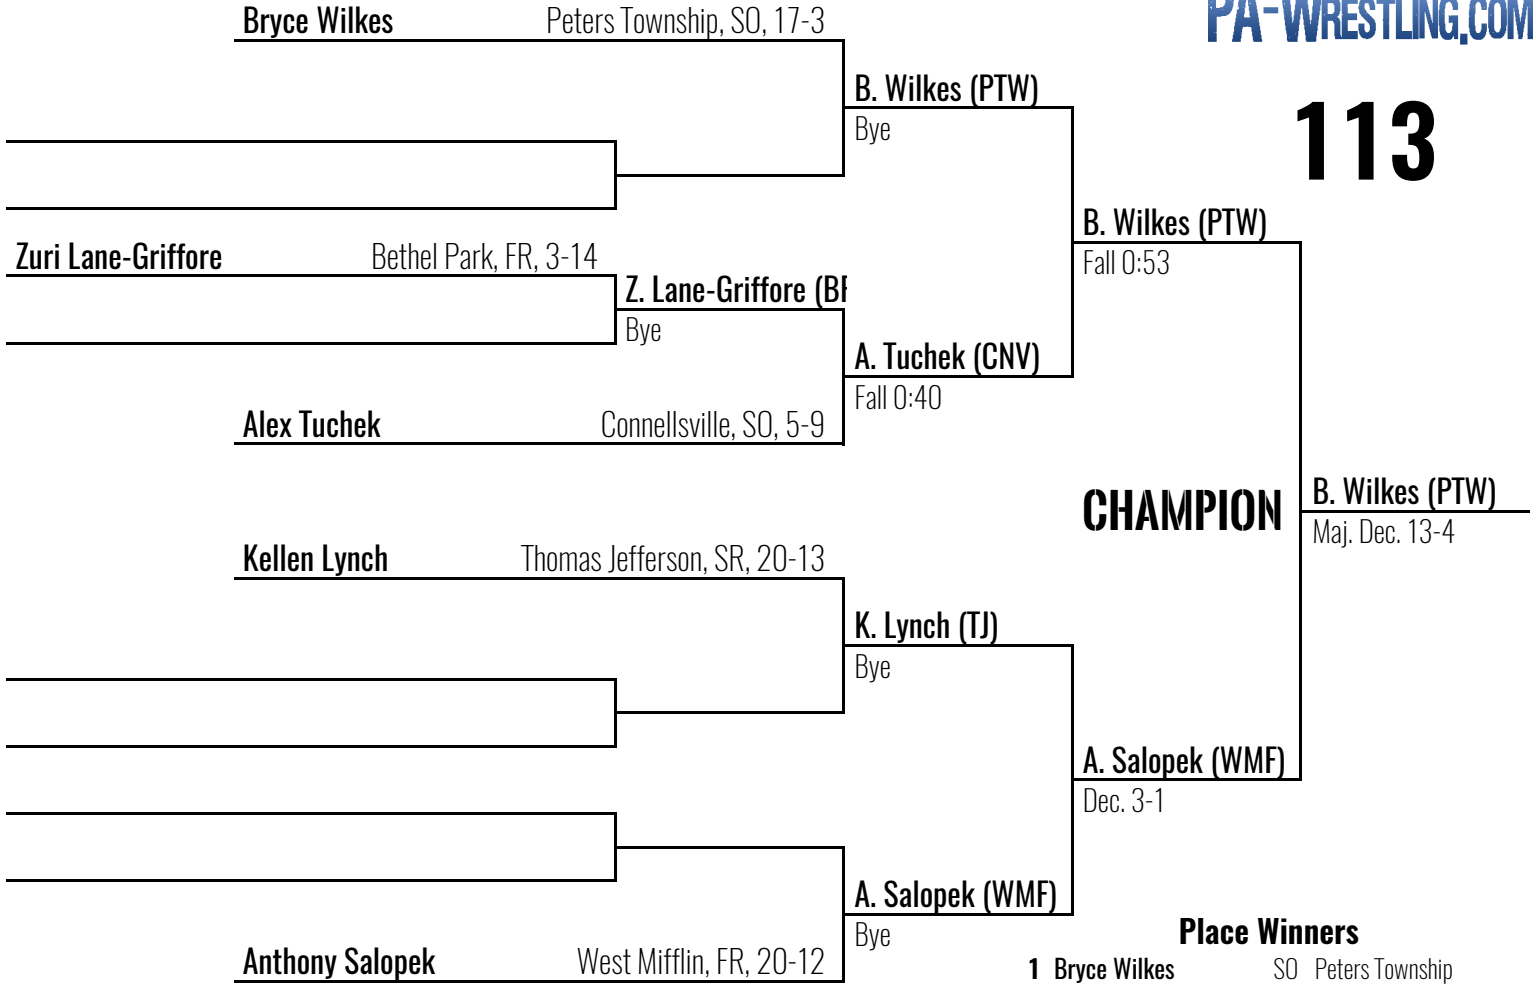 PA-WRESTLING.COM
113
Bryce Wilkes Peters Township, SO, 17-3
B. Wilkes (PTW)
Bye
Zuri Lane-Griffore Bethel Park, FR, 3-14
Z. Lane-Griffore (BP
Bye
A. Tuchek (CNV)
Fall 0:40
Alex Tuchek Connellsville, SO, 5-9
B. Wilkes (PTW)
Fall 0:53
CHAMPION
B. Wilkes (PTW)
Maj. Dec. 13-4
Kellen Lynch Thomas Jefferson, SR, 20-13
K. Lynch (TJ)
Bye
A. Salopek (WMF)
Dec. 3-1
A. Salopek (WMF)
Bye
Anthony Salopek West Mifflin, FR, 20-12
Place Winners
1 Bryce Wilkes SO Peters Township